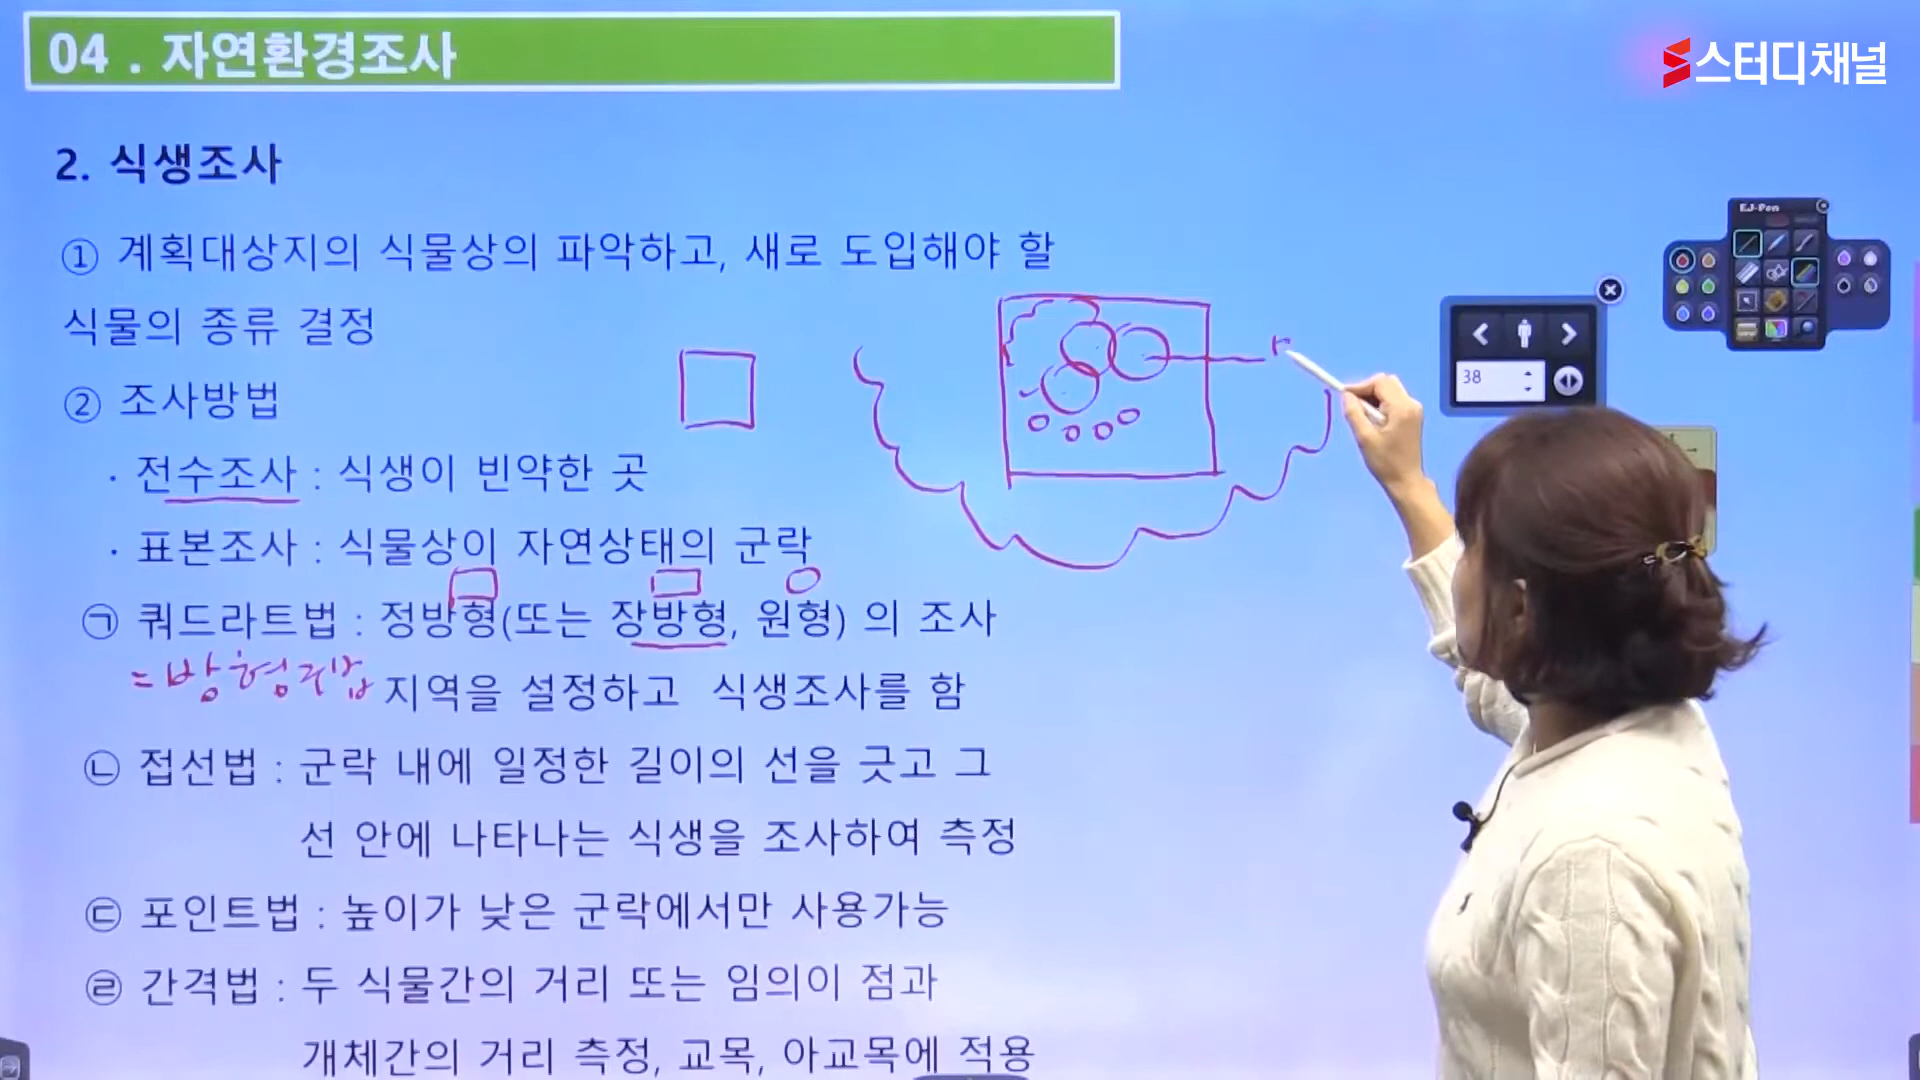 04 . 자연환경조사
스터디채널
2. 식생조사
① 계획대상지의 식물상의 파악하고, 새로 도입해야 할
식물의 종류 결정
② 조사방법
· 전수조사 : 식생이 빈약한 곳
· 표본조사 : 식물상이 자연상태의 군락
㉠ 쿼드라트법 : 정방형(또는 장방형, 원형) 의 조사
= 방형구법 지역을 설정하고 식생조사를 함
㉡ 접선법 : 군락 내에 일정한 길이의 선을 긋고 그
선 안에 나타나는 식생을 조사하여 측정
㉢ 포인트법 : 높이가 낮은 군락에서만 사용가능
㉣ 간격법 : 두 식물간의 거리 또는 임의이 점과
개체간의 거리 측정, 교목, 아교목에 적용
EJ-Pen
38